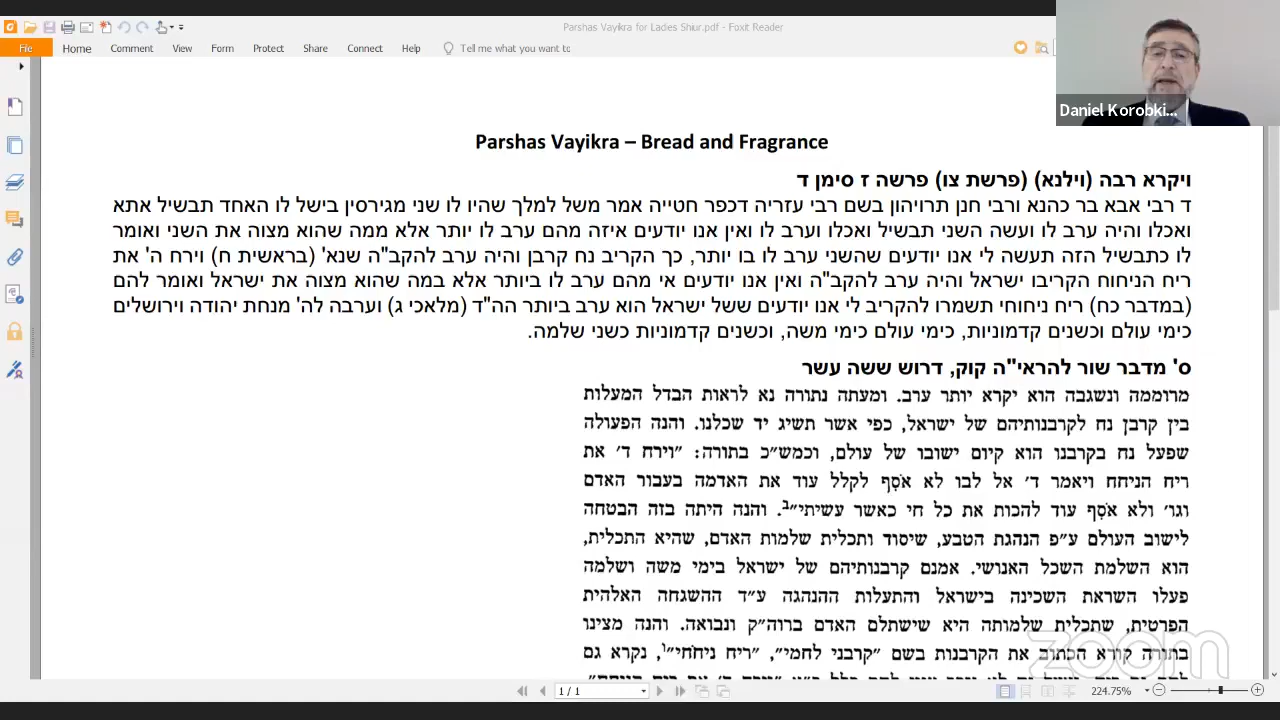 Parshas Vayikra for Ladies Shiur.pdf - Foxit Reader
File Home Comment View Form Protect Share Connect Help Tell me what you want to
Daniel Korobki...
Parshas Vayikra – Bread and Fragrance
ויקרא רבה (וילנא) (פרשת צו) פרשה ז סימן ד
ד רבי אבא בר כהנא ורבי חנן תרויהון בשם רבי עזריה דכפר חטייה אמר משל למלך שהיו לו שני מגירסין בישל לו האחד תבשיל אתא
ואכלו והיה ערב לו ועשה השני תבשיל ואכלו וערב לו ואין אנו יודעים איזה מהם ערב לו יותר אלא ממה שהוא מצוה את השני ואומר
לו כתבשיל הזה תעשה לי אנו יודעים שהשני ערב לו בו יותר, כך הקריב נח קרבן והיה ערב להקב"ה שנא' (בראשית ח) וירח ה' את
ריח הניחוח הקריבו ישראל והיה ערב להקב"ה ואין אנו יודעים אי מהם ערב לו ביותר אלא במה שהוא מצוה את ישראל ואומר להם
(במדבר כח) ריח ניחוחי תשמרו להקריב לי אנו יודעים ששל ישראל הוא ערב ביותר הה"ד (מלאכי ג) וערבה לה' מנחת יהודה וירושלים
כימי עולם וכשנים קדמוניות, כימי עולם כימי משה, וכשנים קדמוניות כשני שלמה.
ס' מדבר שור להראי"ה קוק, דרוש ששה עשר
מרוממה ונשגבה הוא יקרא יותר ערב. ומעתה נתורה נא לראות הבדל המעלות
בין קרבן נח לקרבנותיהם של ישראל, כפי אשר תשיג יד שכלנו. והנה הפעולה
שפעל נח בקרבנו הוא קיום ישובו של עולם, וכמש״כ בתורה: ״וירח ד׳ את
ריח הניחח ויאמר ד׳ אל לבו לא אֹסִף לקלל עוד את האדמה בעבור האדם
וגו׳ ולא אֹסִף עוד להכות את כל חי כאשר עשיתי״ב. והנה היתה בזה הבטחה
לישוב העולם ע״פ הנהגת הטבע, שיסוד ותכלית שלמות האדם, שהיא התכלית,
הוא השלמת השכל האנושי. אמנם קרבנותיהם של ישראל בימי משה ושלמה
פעלו השראת השכינה בישראל והתעלות ההנהגה ע״ד ההשגחה האלהית
הפרטית, שתכלית שלמותה היא שישתלם האדם ברוה״ק ונבואה. והנה מצינו
בתורה קורא הכתוב את הקרבנות בשם ״קרבני לחמי״, ״ריח ניחחי״ו, נקרא גם
zoom
1 / 1
224.75%